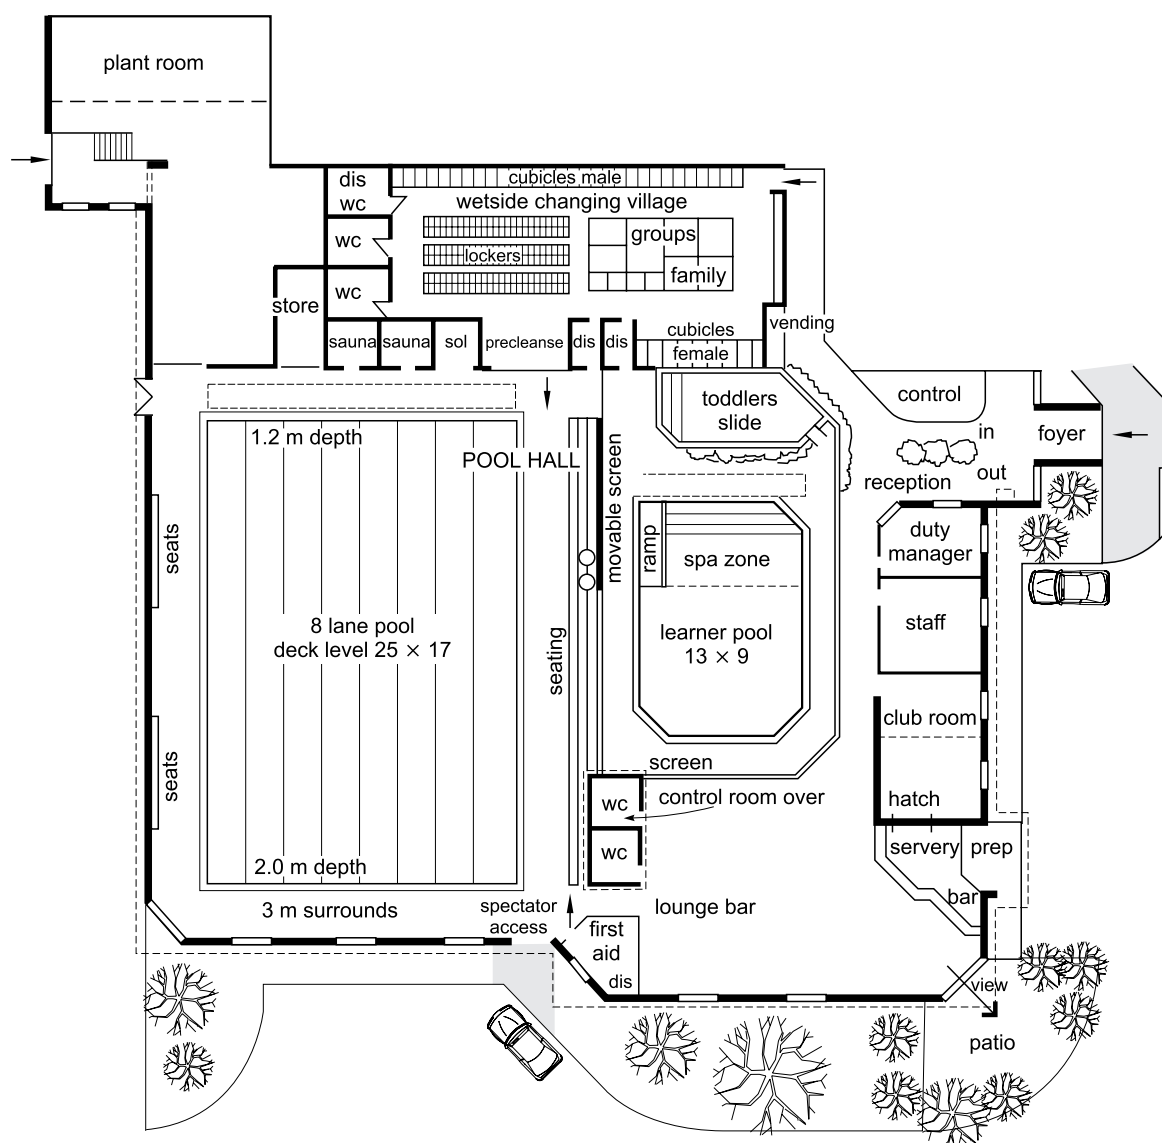 plant room
dis
wc
cubicles male
wetside changing village
wc
groups
lockers
family
wc
store
vending
sauna
sauna
sol
precleanse
dis
dis
cubicles
female
toddlers
slide
control
in
foyer
out
reception
1.2 m depth
POOL HALL
movable screen
seats
ramp
spa zone
duty
manager
8 lane pool
deck level 25 × 17
learner pool
13 × 9
staff
seating
club room
seats
screen
wc
control room over
hatch
wc
servery
prep
2.0 m depth
bar
3 m surrounds
spectator
access
lounge bar
first
aid
dis
view
patio